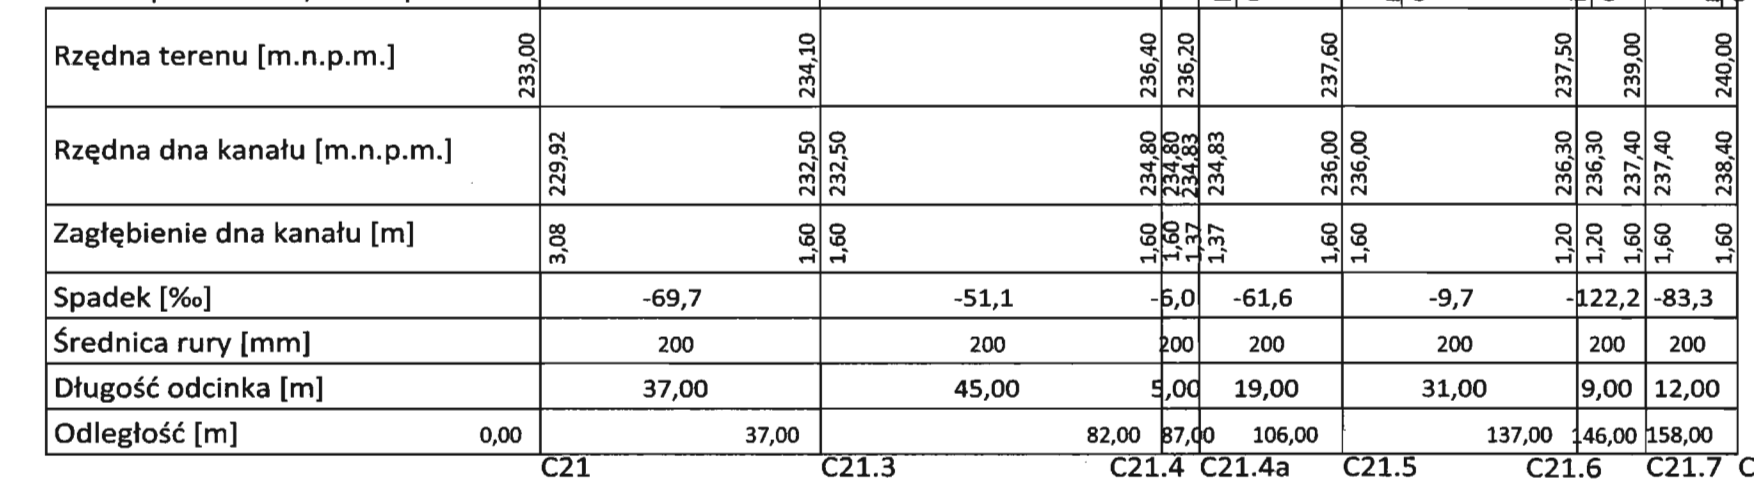 Rzędna terenu [m.n.p.m.] 233,00 234,10 236,40 236,20 237,60 237,50 239,00 240,00
Rzędna dna kanału [m.n.p.m.] 229,92 232,50 232,50 234,80 234,80 234,83 234,83 236,00 236,00 236,30 236,30 237,40 237,40 238,40
Zagłębienie dna kanału [m] 3,08 1,60 1,60 1,60 1,60 1,37 1,37 1,60 1,60 1,20 1,20 1,60 1,60 1,60
Spadek [‰] -69,7 -51,1 -6,0 -61,6 -9,7 -122,2 -83,3
Średnica rury [mm] 200 200 200 200 200 200 200
Długość odcinka [m] 37,00 45,00 5,00 19,00 31,00 9,00 12,00
Odległość [m] 0,00 37,00 82,00 87,00 106,00 137,00 146,00 158,00
C21 C21.3 C21.4 C21.4a C21.5 C21.6 C21.7